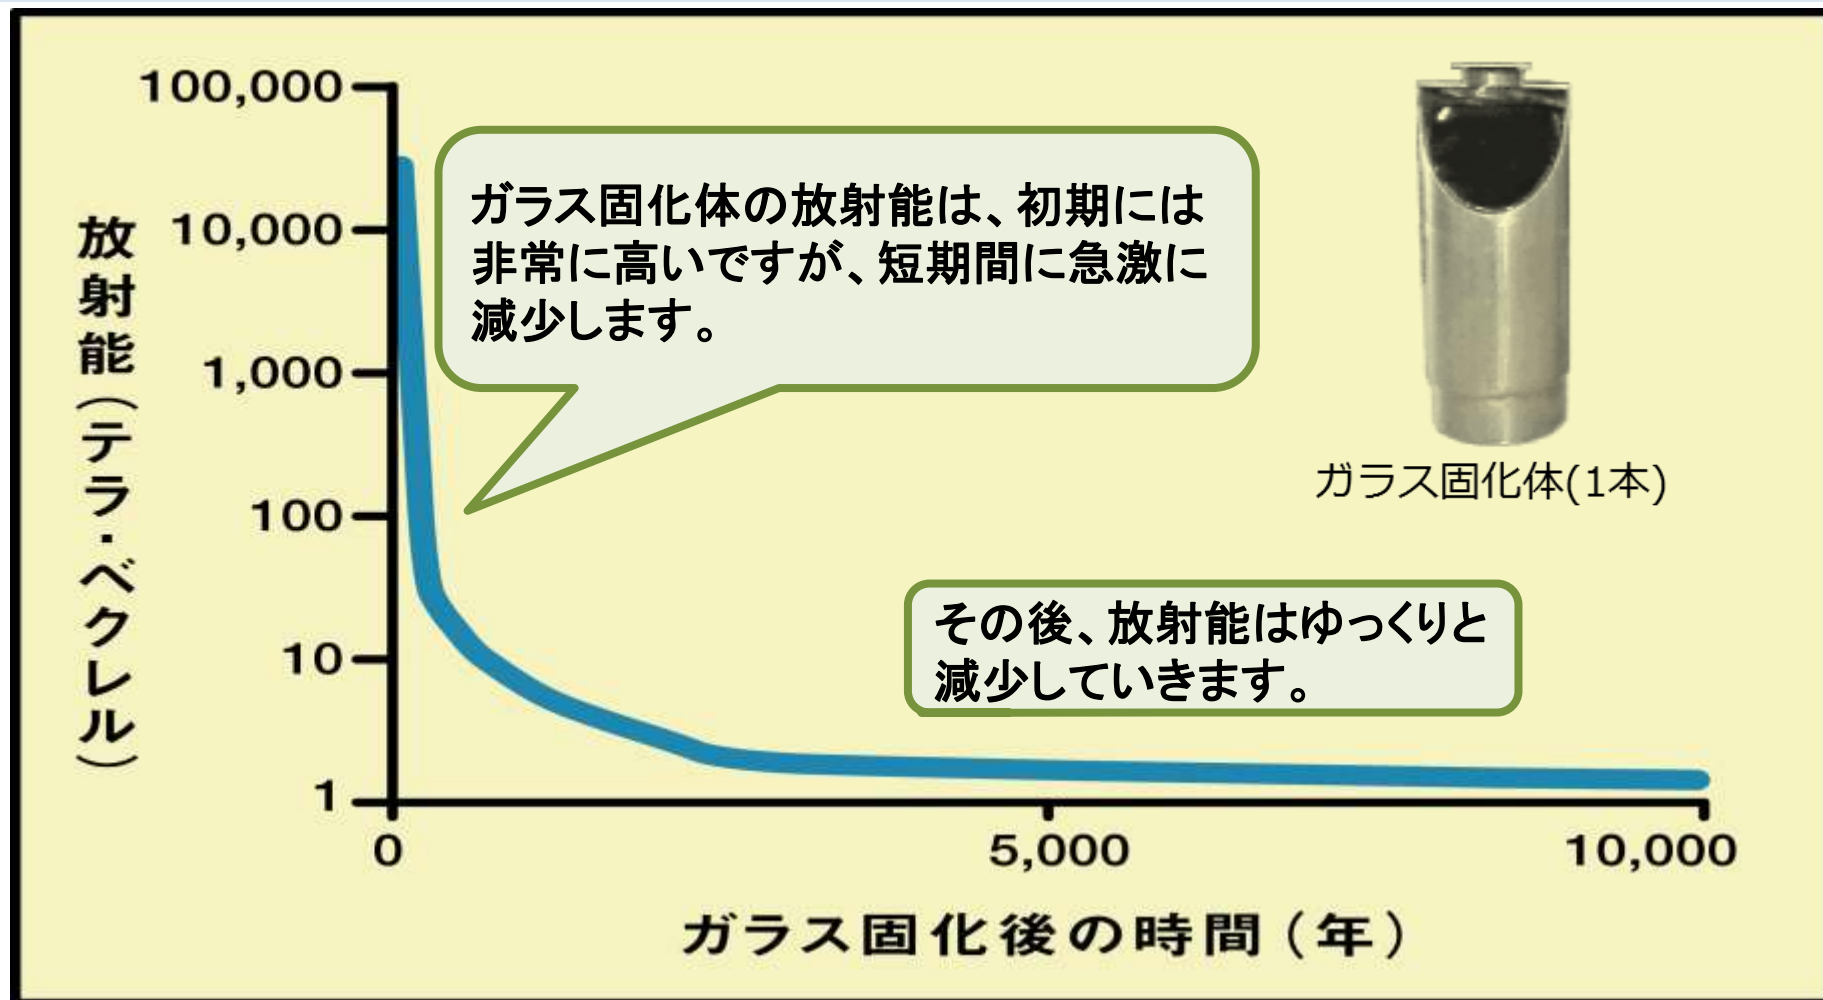 100,000
10,000
1,000
100
10
1
放射能(テラ・ベクレル)
ガラス固化体の放射能は、初期には
非常に高いですが、短期間に急激に
減少します。
ガラス固化体(1本)
その後、放射能はゆっくりと
減少していきます。
0
5,000
10,000
ガラス固化後の時間(年)